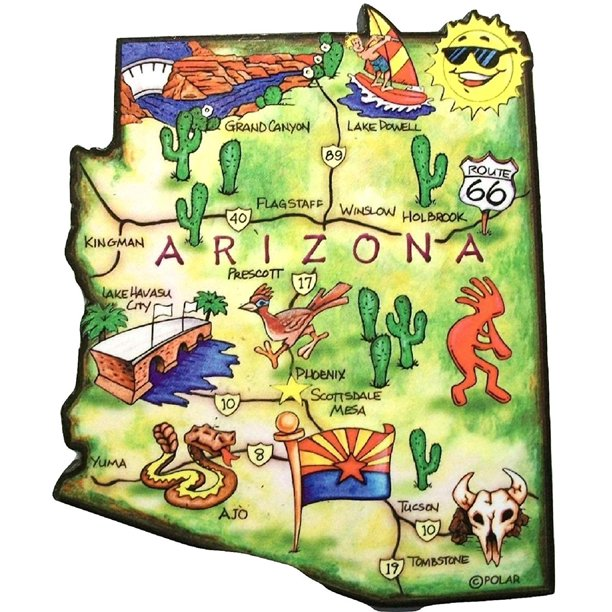 GRAND CANYON
LAKE POWELL
89
ROUTE
66
FLAGSTAFF
WINSLOW
HOLBROOK
40
KINGMAN
ARIZONA
PRESCOTT
17
LAKE HAVASU
CITY
PHOENIX
SCOTTSDALE
MESA
10
YUMA
8
AJO
TUCSON
10
TOMBSTONE
19
©POLAR